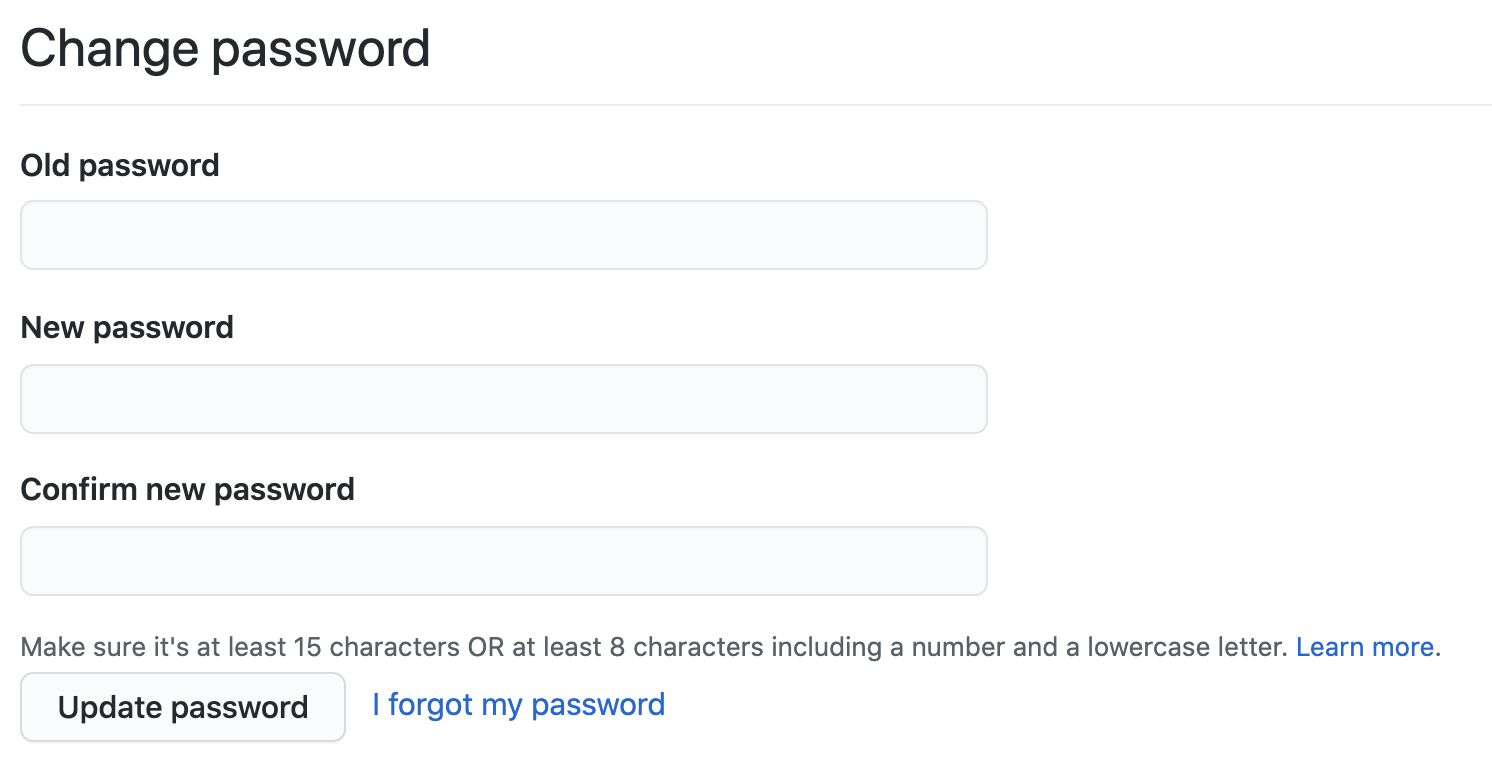 Change password
Old password
New password
Confirm new password
Make sure it's at least 15 characters OR at least 8 characters including a number and a lowercase letter. Learn more.
Update password I forgot my password